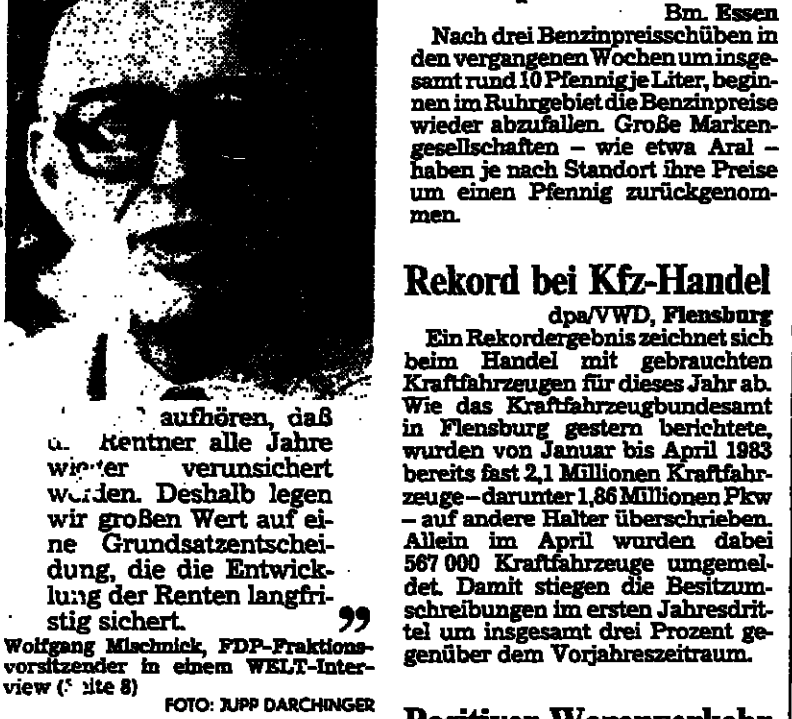 aufhören, daß
Rentner alle Jahre
wieder verunsichert
werden. Deshalb legen
wir großen Wert auf ei-
ne Grundsatzentschei-
dung, die die Entwick-
lung der Renten langfri-
stig sichert. ”
Wolfgang Mischnick, FDP-Fraktions-
vorsitzender in einem WELT-Inter-
view (Seite 8)
FOTO: JUPP DARCHINGER
Bm. Essen
Nach drei Benzinpreisschüben in
den vergangenen Wochen um insge-
samt rund 10 Pfennig je Liter, begin-
nen im Ruhrgebiet die Benzinpreise
wieder abzufallen. Große Marken-
gesellschaften – wie etwa Aral –
haben je nach Standort ihre Preise
um einen Pfennig zurückgenom-
men.
Rekord bei Kfz-Handel
dpa/VWD, Flensburg
Ein Rekordergebnis zeichnet sich
beim Handel mit gebrauchten
Kraftfahrzeugen für dieses Jahr ab.
Wie das Kraftfahrzeugbundesamt
in Flensburg gestern berichtete,
wurden von Januar bis April 1983
bereits fast 2,1 Millionen Kraftfahr-
zeuge – darunter 1,86 Millionen Pkw
– auf andere Halter überschrieben.
Allein im April wurden dabei
567 000 Kraftfahrzeuge umgemel-
det. Damit stiegen die Besitzum-
schreibungen im ersten Jahresdrit-
tel um insgesamt drei Prozent ge-
genüber dem Vorjahreszeitraum.